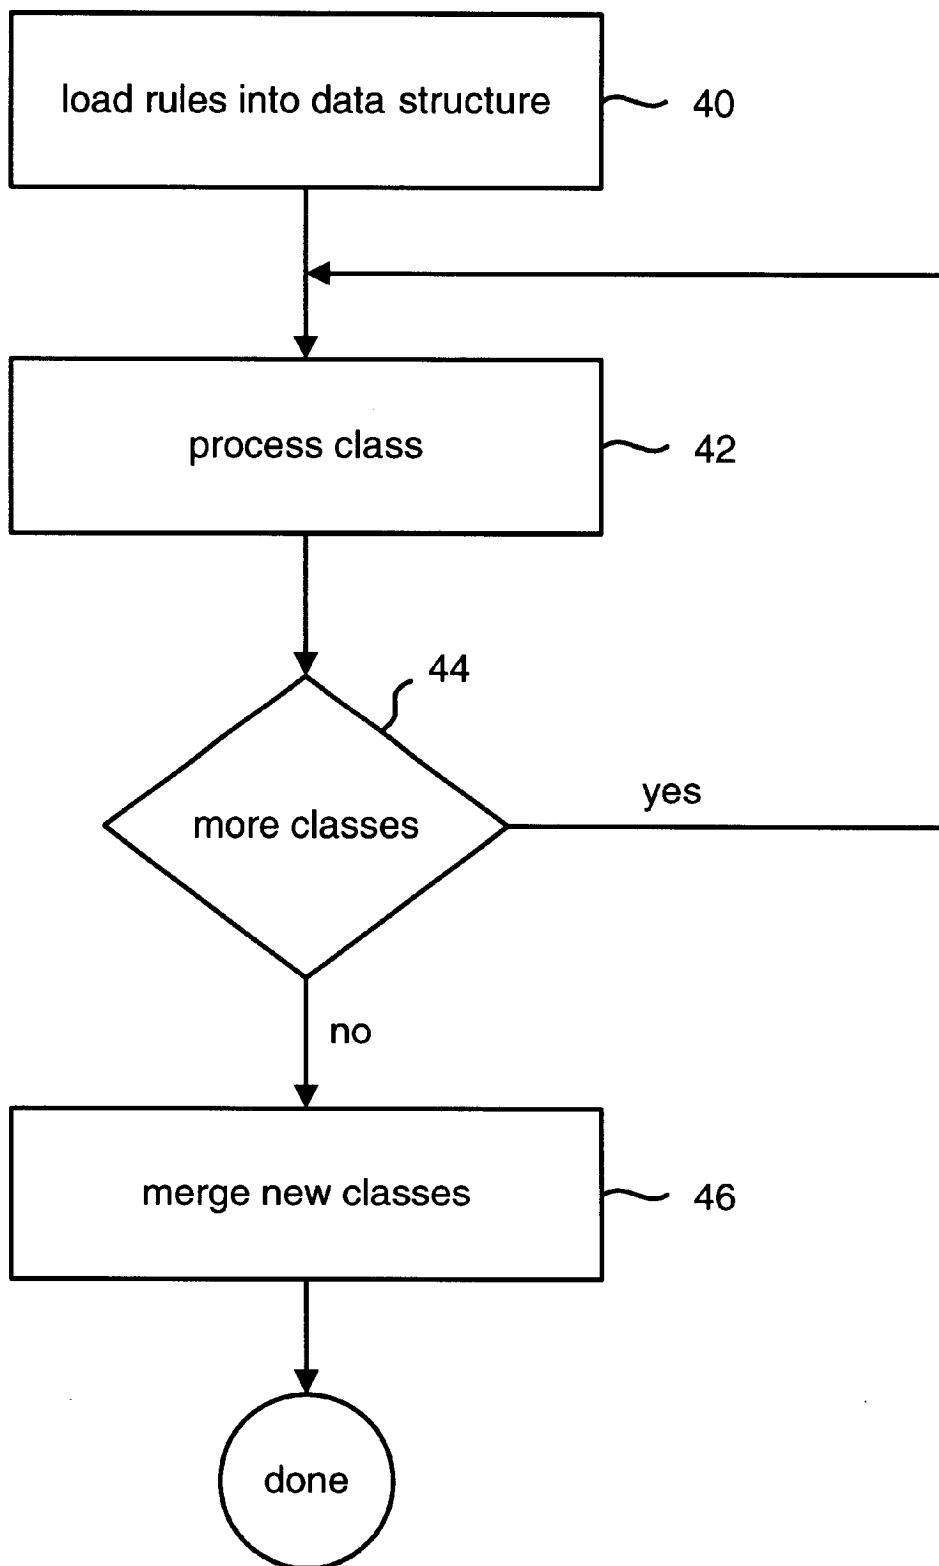 load rules into data structure
40
process class
42
44
more classes
yes
no
merge new classes
46
done